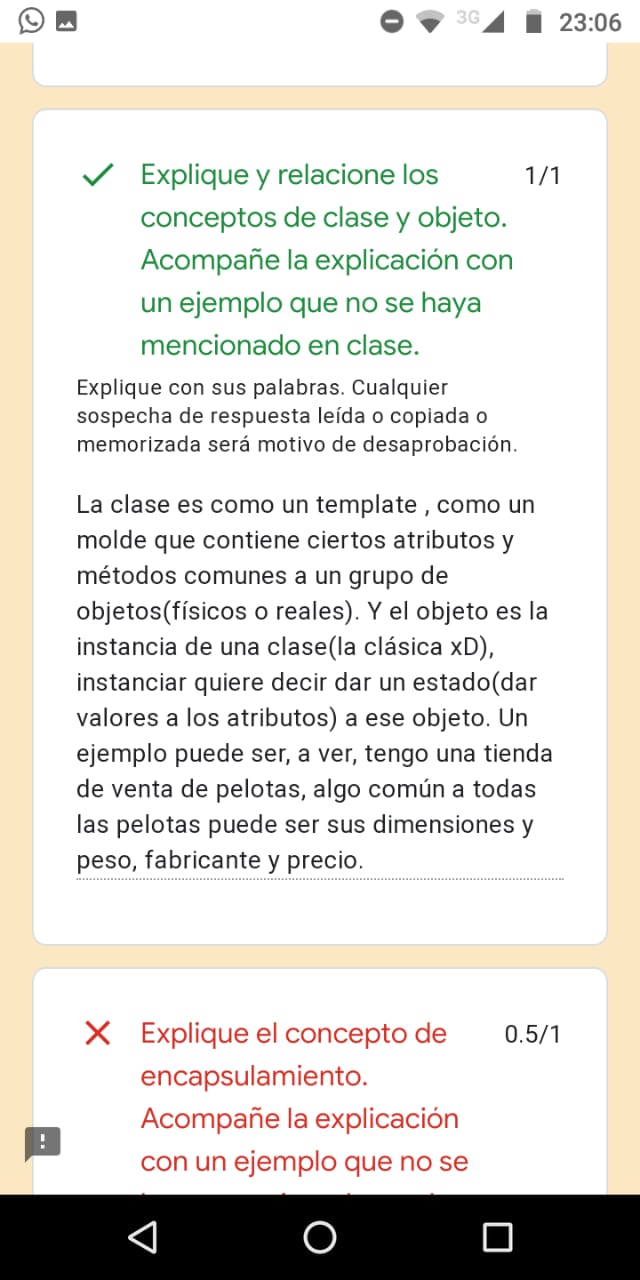 3G 23:06
Explique y relacione los 1/1
conceptos de clase y objeto.
Acompañe la explicación con
un ejemplo que no se haya
mencionado en clase.
Explique con sus palabras. Cualquier
sospecha de respuesta leída o copiada o
memorizada será motivo de desaprobación.
La clase es como un template , como un
molde que contiene ciertos atributos y
métodos comunes a un grupo de
objetos(físicos o reales). Y el objeto es la
instancia de una clase(la clásica xD),
instanciar quiere decir dar un estado(dar
valores a los atributos) a ese objeto. Un
ejemplo puede ser, a ver, tengo una tienda
de venta de pelotas, algo común a todas
las pelotas puede ser sus dimensiones y
peso, fabricante y precio.
Explique el concepto de 0.5/1
encapsulamiento.
Acompañe la explicación
con un ejemplo que no se